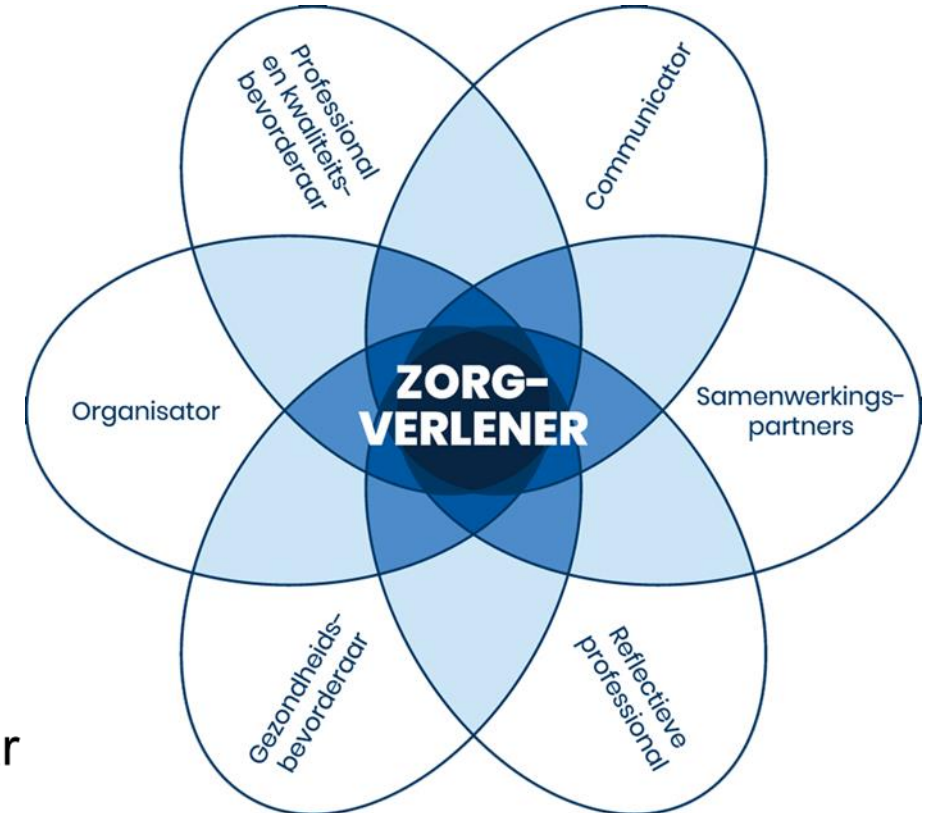 Professional
en kwaliteits-
bevorderaar
Communicator
Organisator
ZORG-
VERLENER
Samenwerkings-
partners
Gezondheids-
bevorderaar
Reflectieve
professional
r